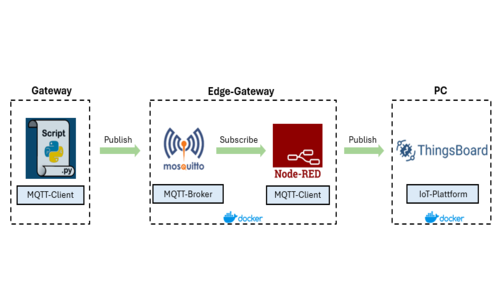 Gateway
Edge-Gateway
PC
Script
.py
Publish
mosquitto
Subscribe
Node-RED
Publish
ThingsBoard
MQTT-Client
MQTT-Broker
MQTT-Client
IoT-Plattform
docker
docker